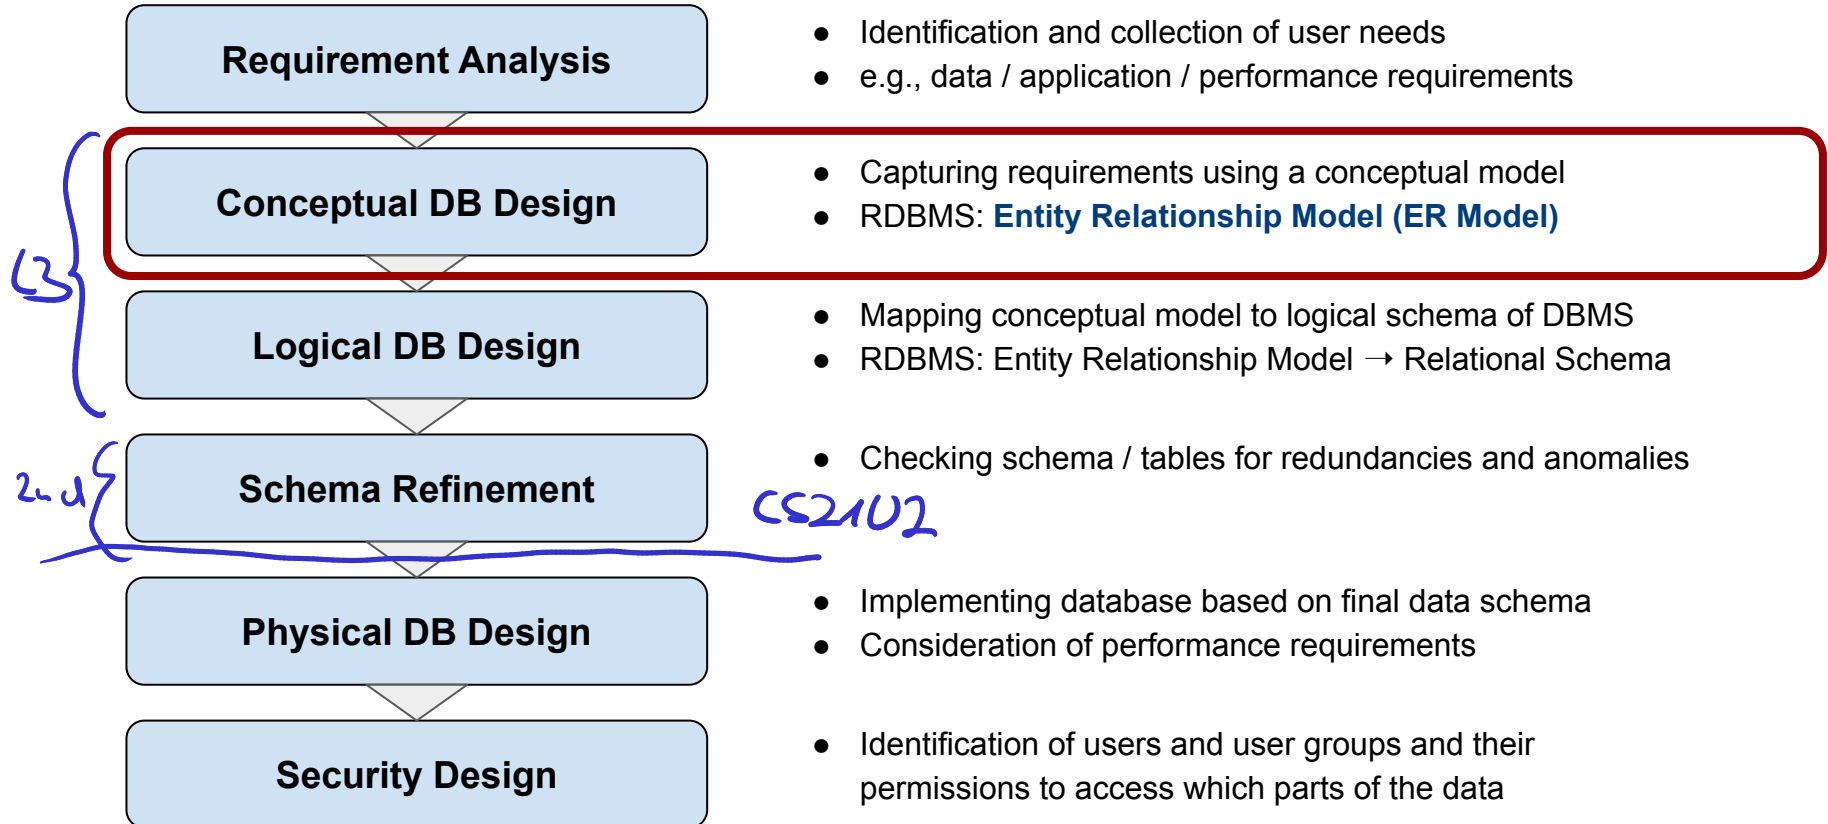 Requirement Analysis
● Identification and collection of user needs
● e.g., data / application / performance requirements
L3
Conceptual DB Design
● Capturing requirements using a conceptual model
● RDBMS: Entity Relationship Model (ER Model)
Logical DB Design
● Mapping conceptual model to logical schema of DBMS
● RDBMS: Entity Relationship Model → Relational Schema
2nd
Schema Refinement
● Checking schema / tables for redundancies and anomalies
CS2102
Physical DB Design
● Implementing database based on final data schema
● Consideration of performance requirements
Security Design
● Identification of users and user groups and their
permissions to access which parts of the data